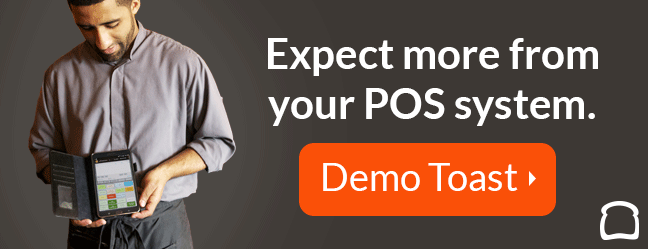 Expect more from
your POS system.
Demo Toast